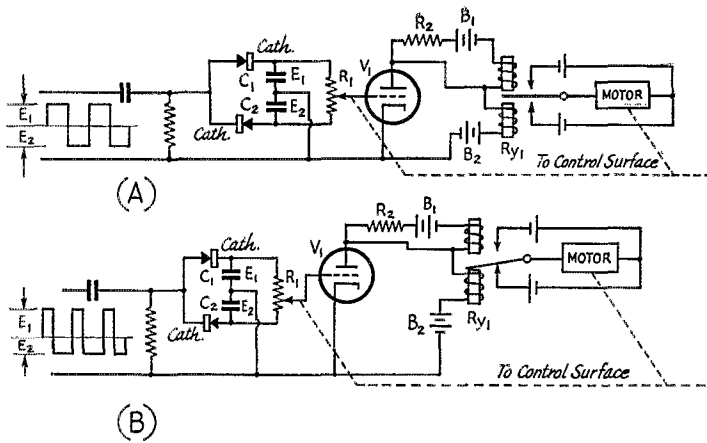 Cath.
C₁
E₁
C₂
E₂
Cath.
R₁
V₁
R₂
B₁
B₂
Ry₁
MOTOR
E₁
E₂
To Control Surface
(A)
Cath.
C₁
E₁
C₂
E₂
Cath.
R₁
V₁
R₂
B₁
B₂
Ry₁
MOTOR
E₁
E₂
To Control Surface
(B)